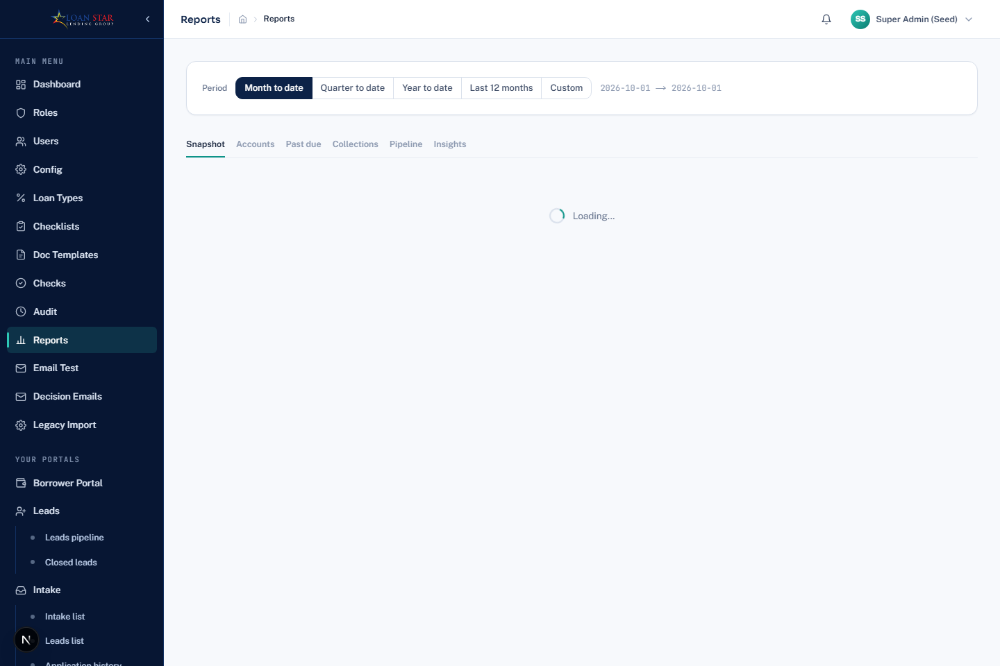 LOAN STAR
LENDING GROUP
Reports
Reports
SS
Super Admin (Seed)
MAIN MENU
Dashboard
Roles
Users
Config
Loan Types
Checklists
Doc Templates
Checks
Audit
Reports
Email Test
Decision Emails
Legacy Import
YOUR PORTALS
Borrower Portal
Leads
Leads pipeline
Closed leads
Intake
Intake list
Leads list
Application history
N
Period
Month to date
Quarter to date
Year to date
Last 12 months
Custom
2026-10-01 → 2026-10-01
Snapshot
Accounts
Past due
Collections
Pipeline
Insights
Loading...